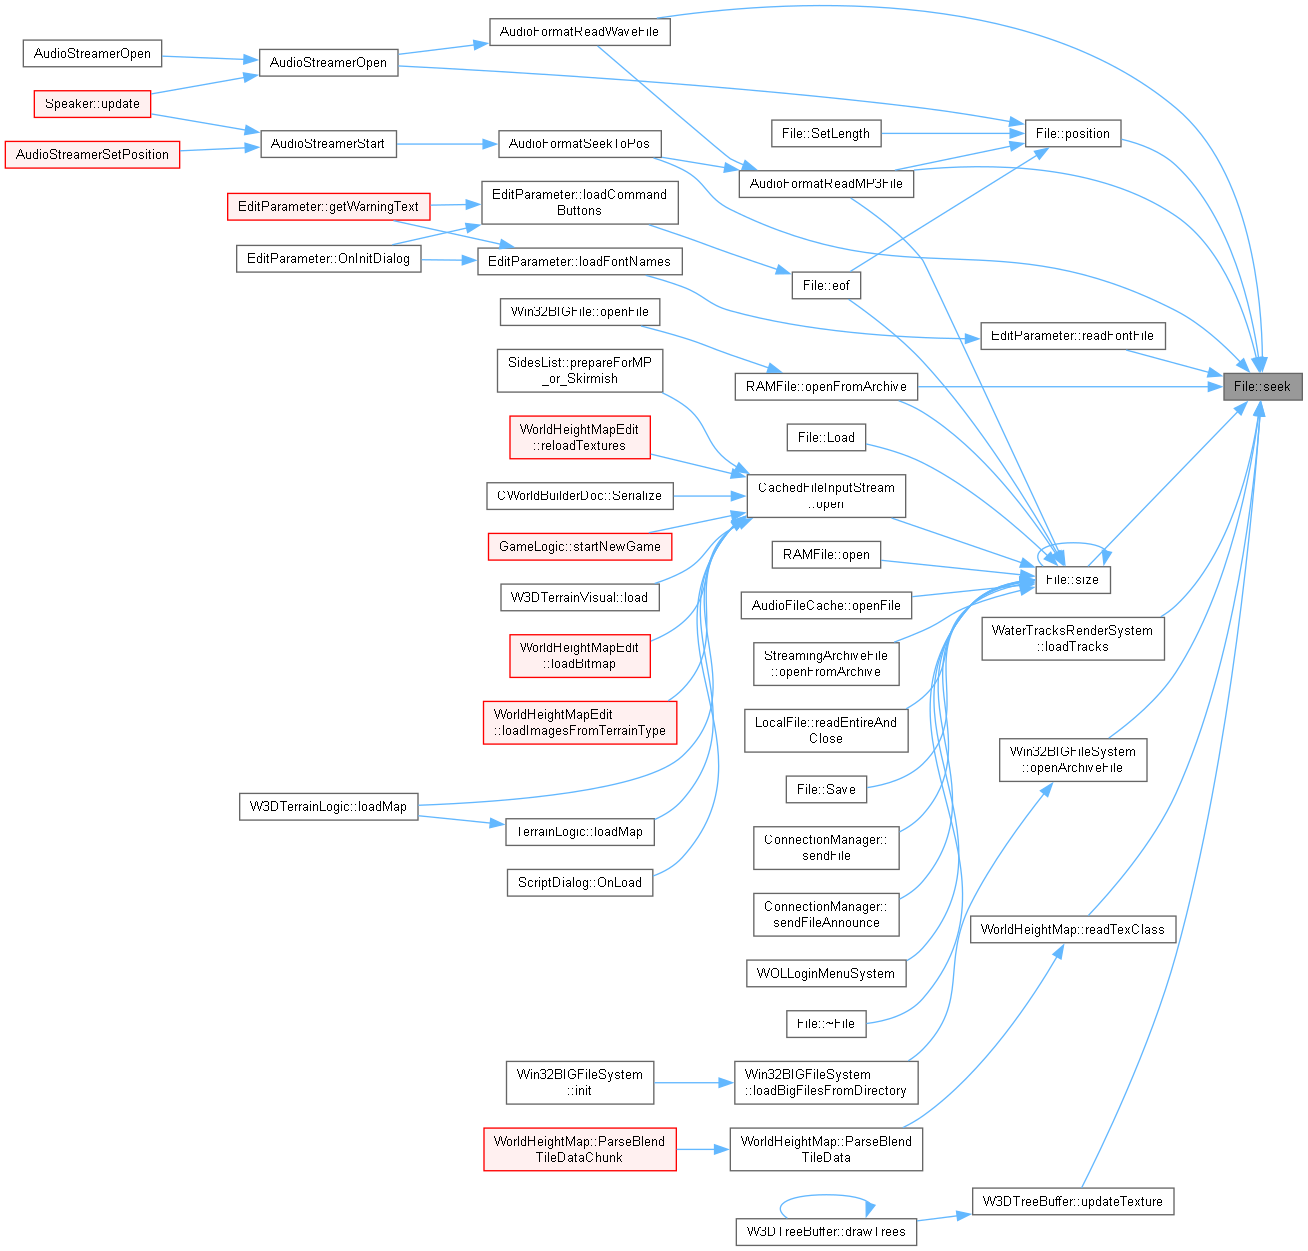 AudioFormatReadWaveFile
AudioStreamerOpen
AudioStreamerOpen
Speaker::update
File::SetLength
File::position
AudioStreamerStart
AudioFormatSeekToPos
AudioStreamerSetPosition
AudioFormatReadMP3File
EditParameter::loadCommand
Buttons
EditParameter::getWarningText
EditParameter::OnInitDialog
EditParameter::loadFontNames
File::eof
Win32BIGFile::openFile
EditParameter::readFontFile
SidesList::prepareForMP
_or_Skirmish
RAMFile::openFromArchive
File::seek
WorldHeightMapEdit
::reloadTextures
File::Load
CachedFileInputStream
::open
CWorldBuilderDoc::Serialize
GameLogic::startNewGame
RAMFile::open
File::size
W3DTerrainVisual::load
AudioFileCache::openFile
WaterTracksRenderSystem
::loadTracks
WorldHeightMapEdit
::loadBitmap
StreamingArchiveFile
::openFromArchive
WorldHeightMapEdit
::loadImagesFromTerrainType
LocalFile::readEntireAnd
Close
Win32BIGFileSystem
::openArchiveFile
File::Save
W3DTerrainLogic::loadMap
TerrainLogic::loadMap
ConnectionManager::
sendFile
ScriptDialog::OnLoad
ConnectionManager::
sendFileAnnounce
WorldHeightMap::readTexClass
WOLLoginMenuSystem
File::~File
Win32BIGFileSystem
::init
Win32BIGFileSystem
::loadBigFilesFromDirectory
WorldHeightMap::ParseBlend
TileDataChunk
WorldHeightMap::ParseBlend
TileData
W3DTreeBuffer::updateTexture
W3DTreeBuffer::drawTrees